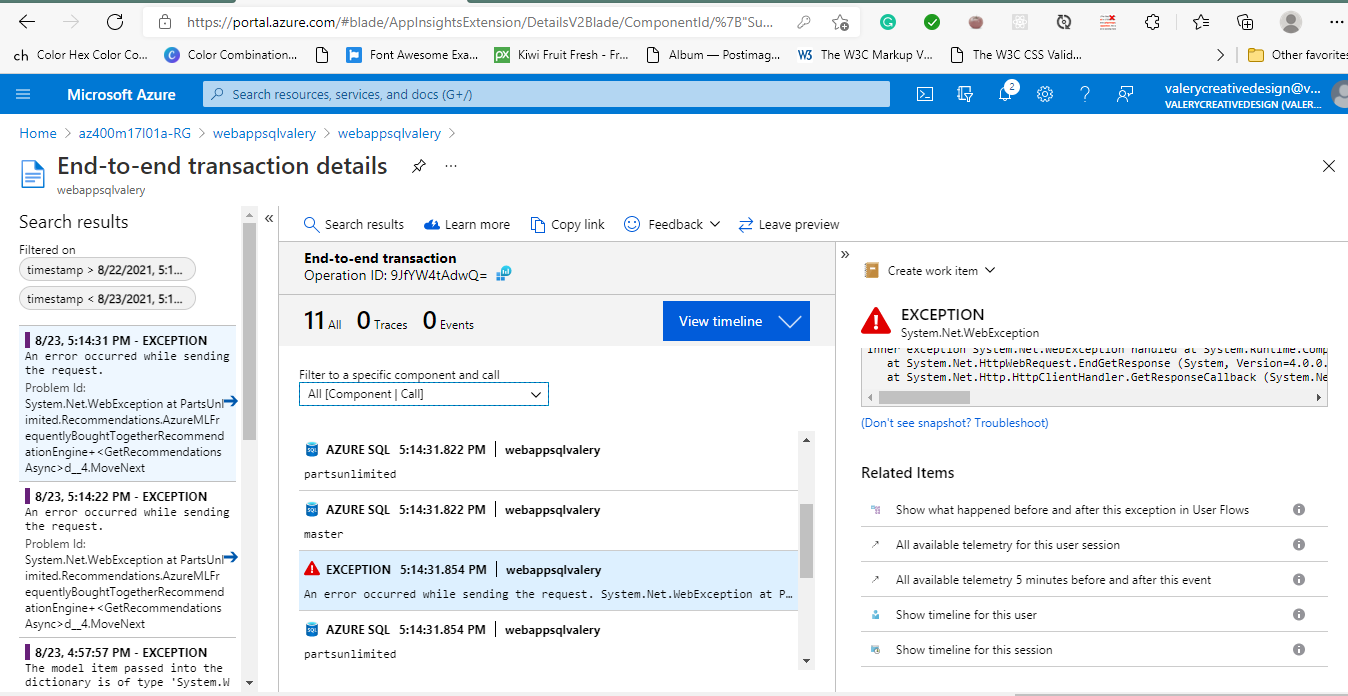 https://portal.azure.com/#blade/AppInsightsExtension/DetailsV2Blade/ComponentId/%7B"Su...
ch Color Hex Color Co... Color Combination... Font Awesome Exa... Kiwi Fruit Fresh - Fr... Album — Postimag... The W3C Markup V... The W3C CSS Valid... Other favorites
Microsoft Azure
Search resources, services, and docs (G+/)
2
valerycreativedesign@v...
VALERYCREATIVEDESIGN (VALER...
Home > az400m17l01a-RG > webappsqlvalery > webappsqlvalery >
End-to-end transaction details
webappsqlvalery
Search results
Filtered on
timestamp > 8/22/2021, 5:1...
timestamp < 8/23/2021, 5:1...
8/23, 5:14:31 PM - EXCEPTION
An error occurred while sending
the request.
Problem Id:
System.Net.WebException at PartsUnl
imited.Recommendations.AzureMLFr
equentlyBoughtTogetherRecommend
ationEngine+<GetRecommendations
Async>d__4.MoveNext
8/23, 5:14:22 PM - EXCEPTION
An error occurred while sending
the request.
Problem Id:
System.Net.WebException at PartsUnl
imited.Recommendations.AzureMLFr
equentlyBoughtTogetherRecommend
ationEngine+<GetRecommendations
Async>d__4.MoveNext
8/23, 4:57:57 PM - EXCEPTION
The model item passed into the
dictionary is of type 'System.W
Search results Learn more Copy link Feedback Leave preview
End-to-end transaction
Operation ID: 9JfYW4tAdwQ=
11 All 0 Traces 0 Events
View timeline
Filter to a specific component and call
All [Component | Call]
AZURE SQL 5:14:31.822 PM | webappsqlvalery
partsunlimited
AZURE SQL 5:14:31.822 PM | webappsqlvalery
master
EXCEPTION 5:14:31.854 PM | webappsqlvalery
An error occurred while sending the request. System.Net.WebException at P…
AZURE SQL 5:14:31.854 PM | webappsqlvalery
partsunlimited
Create work item
EXCEPTION
System.Net.WebException
Inner exception System.Net.WebException handled at System.Runtime.Comp
at System.Net.HttpWebRequest.EndGetResponse (System, Version=4.0.0.
at System.Net.Http.HttpClientHandler.GetResponseCallback (System.Ne
(Don't see snapshot? Troubleshoot)
Related Items
Show what happened before and after this exception in User Flows
All available telemetry for this user session
All available telemetry 5 minutes before and after this event
Show timeline for this user
Show timeline for this session